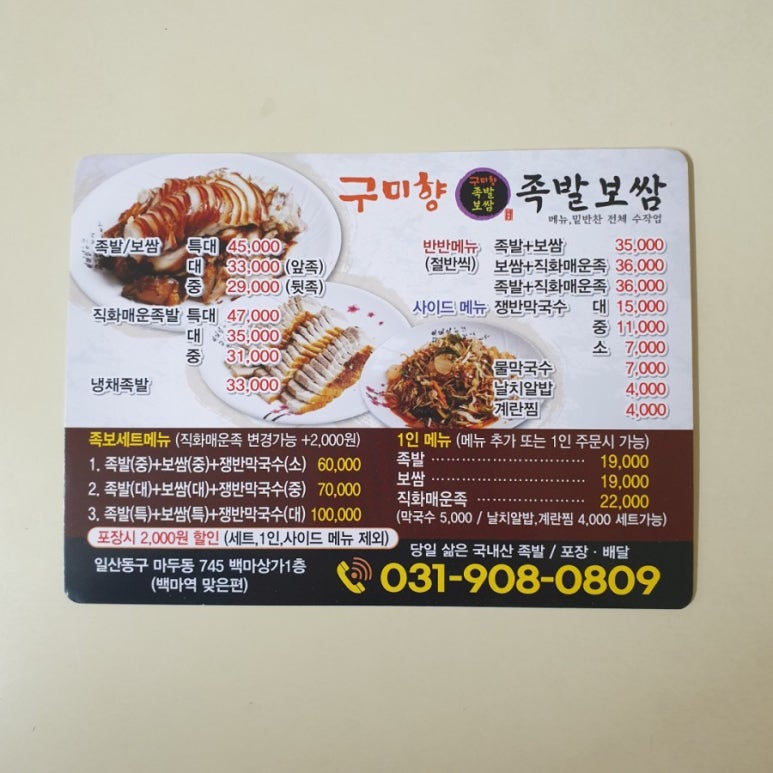 구미향 구미향 족발 보쌈 족발보쌈
메뉴,밑반찬 전체 수작업
족발/보쌈 특대 45,000
대 33,000 (앞족)
중 29,000 (뒷족)
직화매운족발 특대 47,000
대 35,000
중 31,000
냉채족발 33,000
반반메뉴 족발+보쌈 35,000
(절반씩) 보쌈+직화매운족 36,000
족발+직화매운족 36,000
사이드 메뉴 쟁반막국수 대 15,000
중 11,000
소 7,000
물막국수 7,000
날치알밥 4,000
계란찜 4,000
족보세트메뉴 (직화매운족 변경가능 +2,000원)
1. 족발(중)+보쌈(중)+쟁반막국수(소) 60,000
2. 족발(대)+보쌈(대)+쟁반막국수(중) 70,000
3. 족발(특)+보쌈(특)+쟁반막국수(대) 100,000
포장시 2,000원 할인 (세트,1인,사이드 메뉴 제외)
1인 메뉴 (메뉴 추가 또는 1인 주문시 가능)
족발 19,000
보쌈 19,000
직화매운족 22,000
(막국수 5,000 / 날치알밥,계란찜 4,000 세트가능)
일산동구 마두동 745 백마상가1층
(백마역 맞은편)
당일 삶은 국내산 족발 / 포장 · 배달
031-908-0809